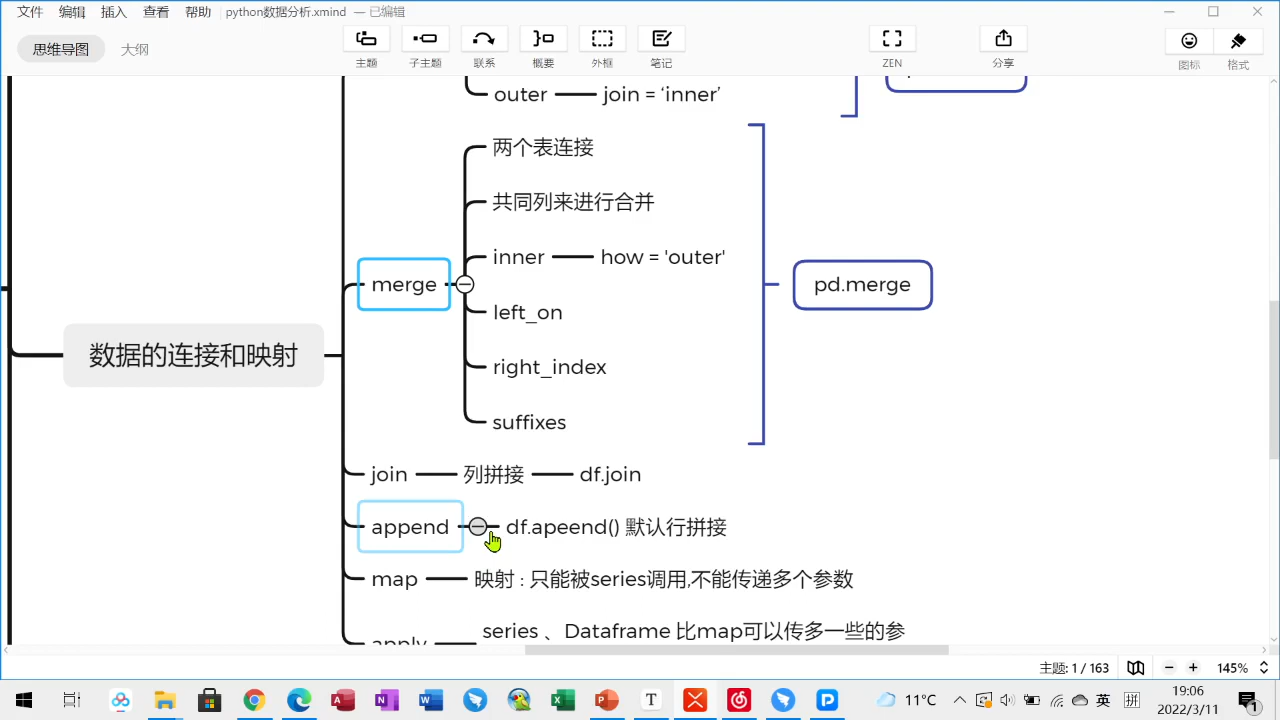 文件 编辑 插入 查看 帮助 python数据分析.xmind — 已编辑
思维导图 大纲
主题 子主题 联系 概要 外框 笔记 ZEN 分享 图标 格式
outer join = ‘inner’
两个表连接
共同列来进行合并
inner how = 'outer'
merge
pd.merge
left_on
数据的连接和映射
right_index
suffixes
join 列拼接 df.join
append df.apeend() 默认行拼接
map 映射 : 只能被series调用,不能传递多个参数
apply series 、Dataframe 比map可以传多一些的参
主题: 1 / 163 145%
11°C 英 拼 19:06
2022/3/11